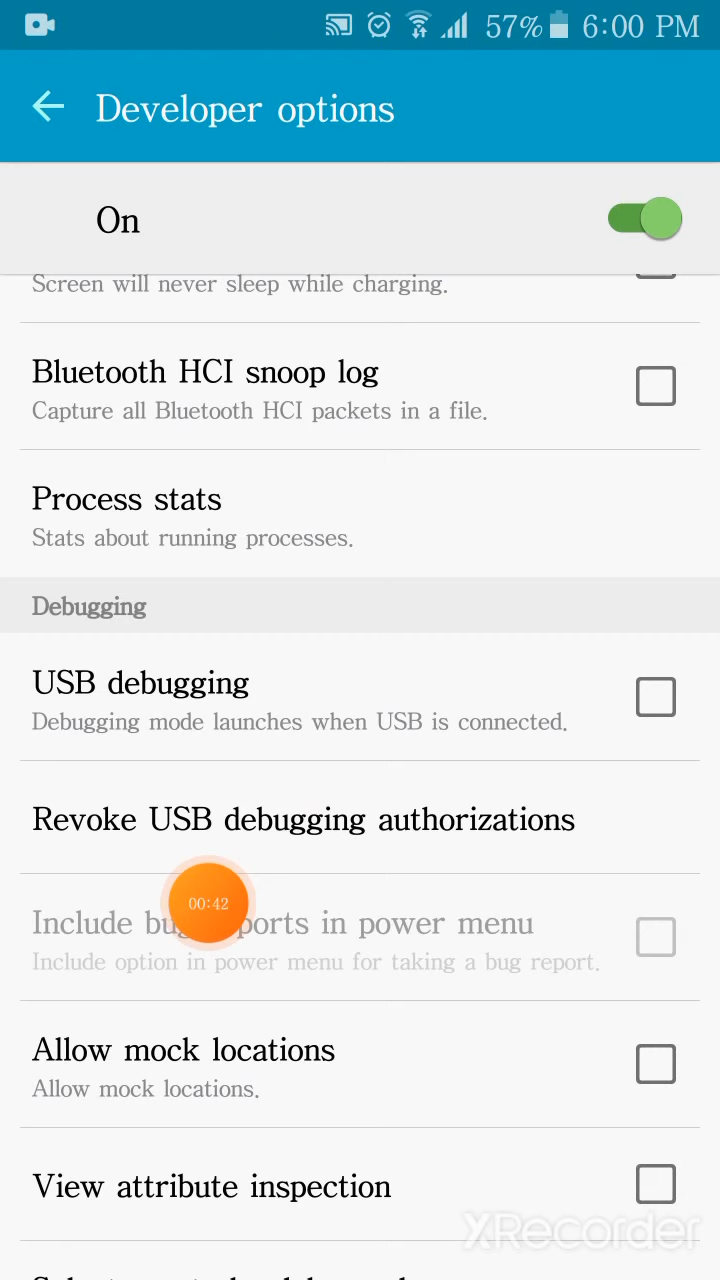 57% 6:00 PM
Developer options
On
Screen will never sleep while charging.
Bluetooth HCI snoop log
Capture all Bluetooth HCI packets in a file.
Process stats
Stats about running processes.
Debugging
USB debugging
Debugging mode launches when USB is connected.
Revoke USB debugging authorizations
00:42
Include bug reports in power menu
Include option in power menu for taking a bug report.
Allow mock locations
Allow mock locations.
View attribute inspection
XRecorder